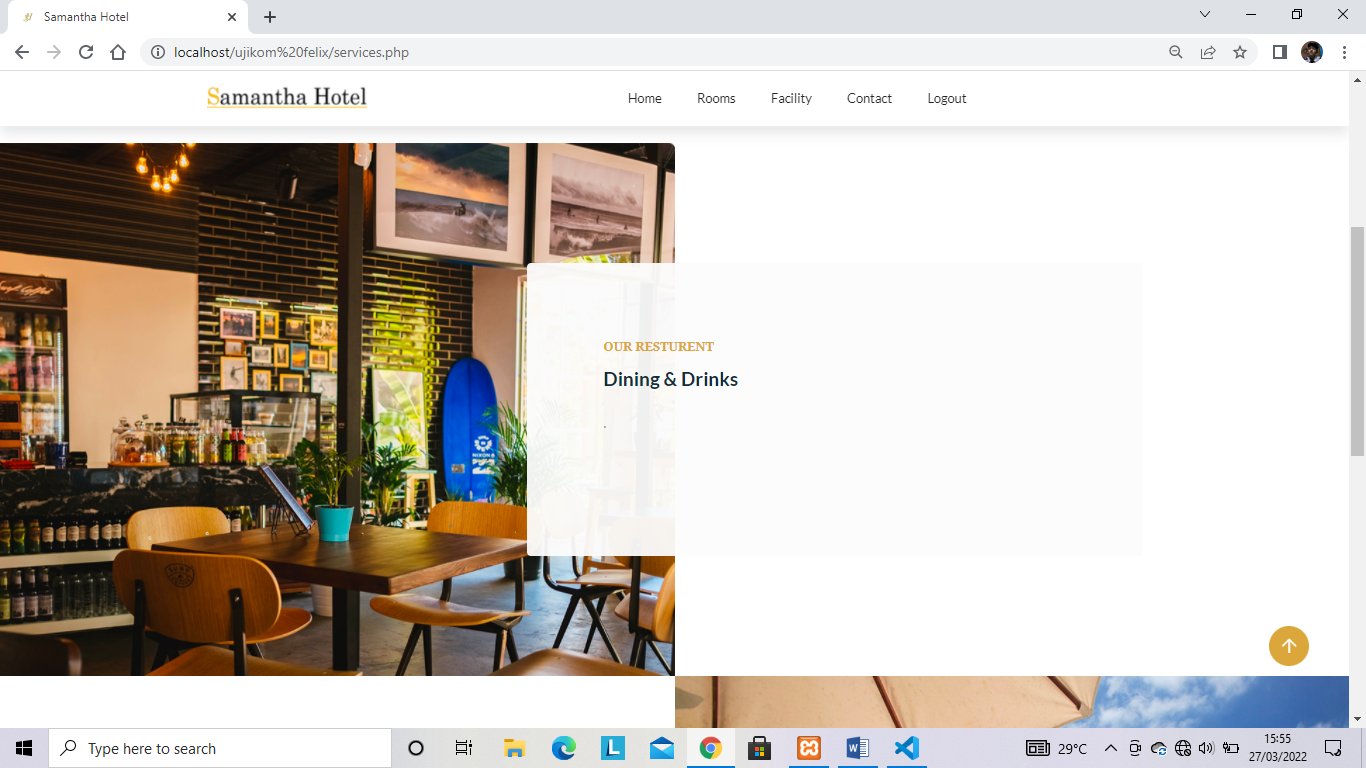 Samantha Hotel
localhost/ujikom%20felix/services.php
Samantha Hotel
Home Rooms Facility Contact Logout
OUR RESTURENT
Dining & Drinks
.
NIXON
Type here to search
L
29°C
15:55
27/03/2022